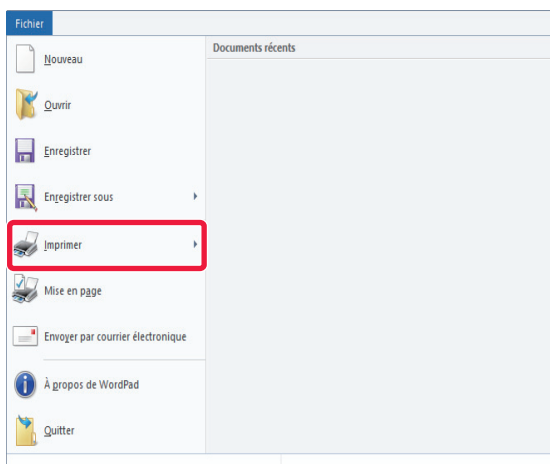 Fichier
Documents récents
Nouveau
Ouvrir
Enregistrer
Enregistrer sous
Imprimer
Mise en page
Envoyer par courrier électronique
À propos de WordPad
Quitter